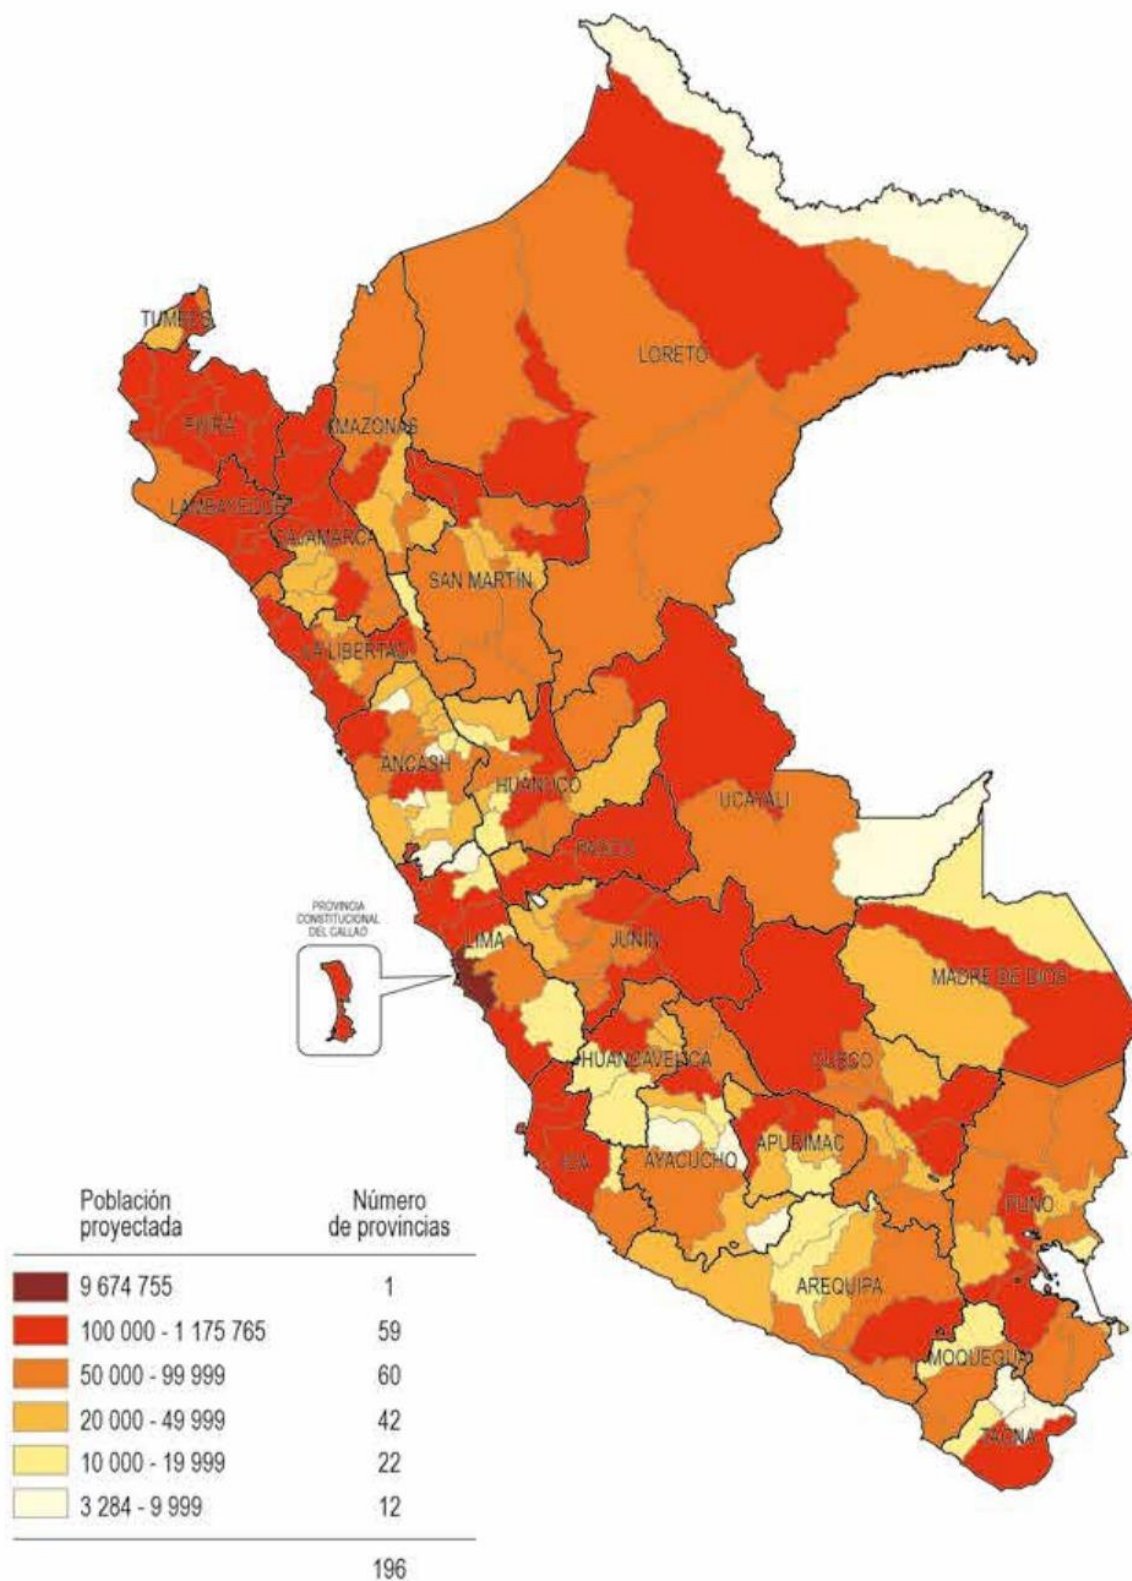 TUMBES
LORETO
PIURA
AMAZONAS
LAMBAYEQUE
CAJAMARCA
SAN MARTÍN
LA LIBERTAD
ANCASH
HUÁNUCO
UCAYALI
PASCO
PROVINCIA
CONSTITUCIONAL
DEL CALLAO
LIMA
JUNÍN
MADRE DE DIOS
HUANCAVELICA
CUSCO
APURIMAC
ICA
AYACUCHO
PUNO
AREQUIPA
MOQUEGUA
TACNA
Población proyectada Número de provincias
9 674 755 1
100 000 - 1 175 765 59
50 000 - 99 999 60
20 000 - 49 999 42
10 000 - 19 999 22
3 284 - 9 999 12
196